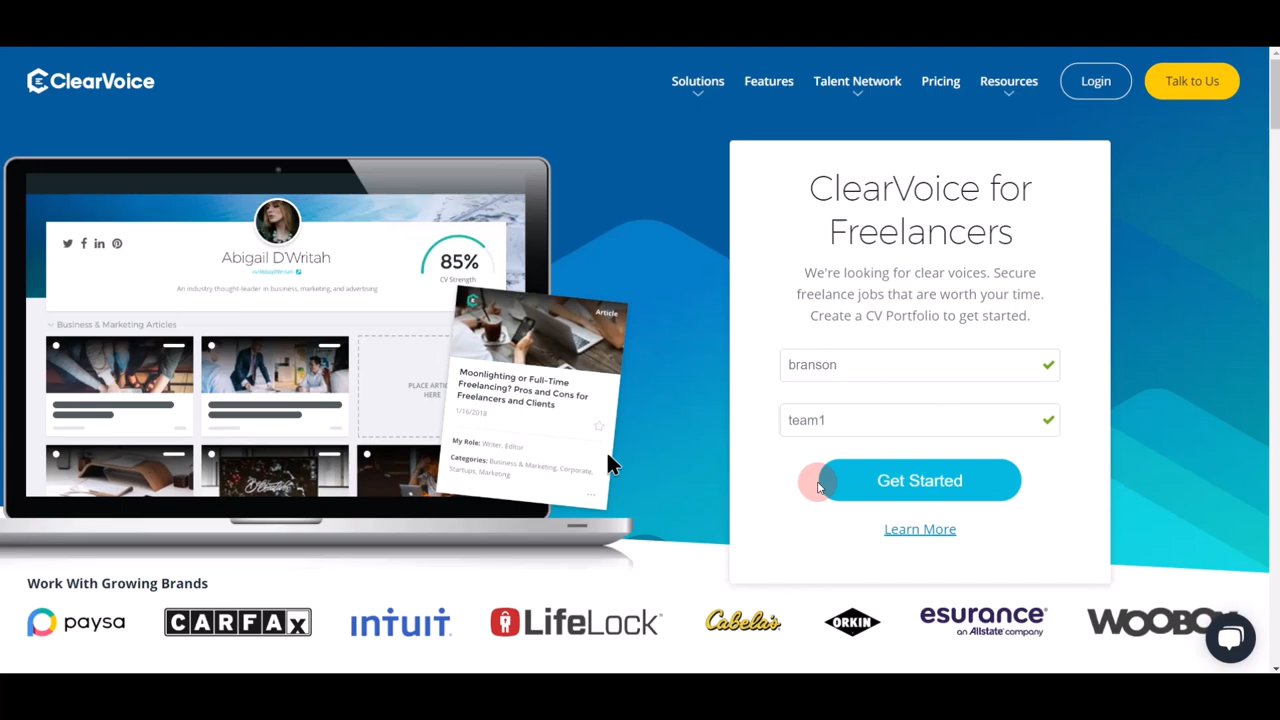 ClearVoice
Solutions Features Talent Network Pricing Resources Login Talk to Us
Abigail D'Writah
An industry thought-leader in business, marketing, and advertising
85%
CV Strength
Business & Marketing Articles
PLACE ARTIC
HERE
Article
Moonlighting or Full-Time
Freelancing? Pros and Cons for
Freelancers and Clients
1/16/2018
My Role: Writer, Editor
Categories: Business & Marketing, Corporate,
Startups, Marketing
ClearVoice for
Freelancers
We're looking for clear voices. Secure
freelance jobs that are worth your time.
Create a CV Portfolio to get started.
branson
team1
Get Started
Learn More
Work With Growing Brands
paysa
CARFAX
intuit
LifeLock
Cabela's
ORKIN
esurance
an Allstate company
WOOBOX